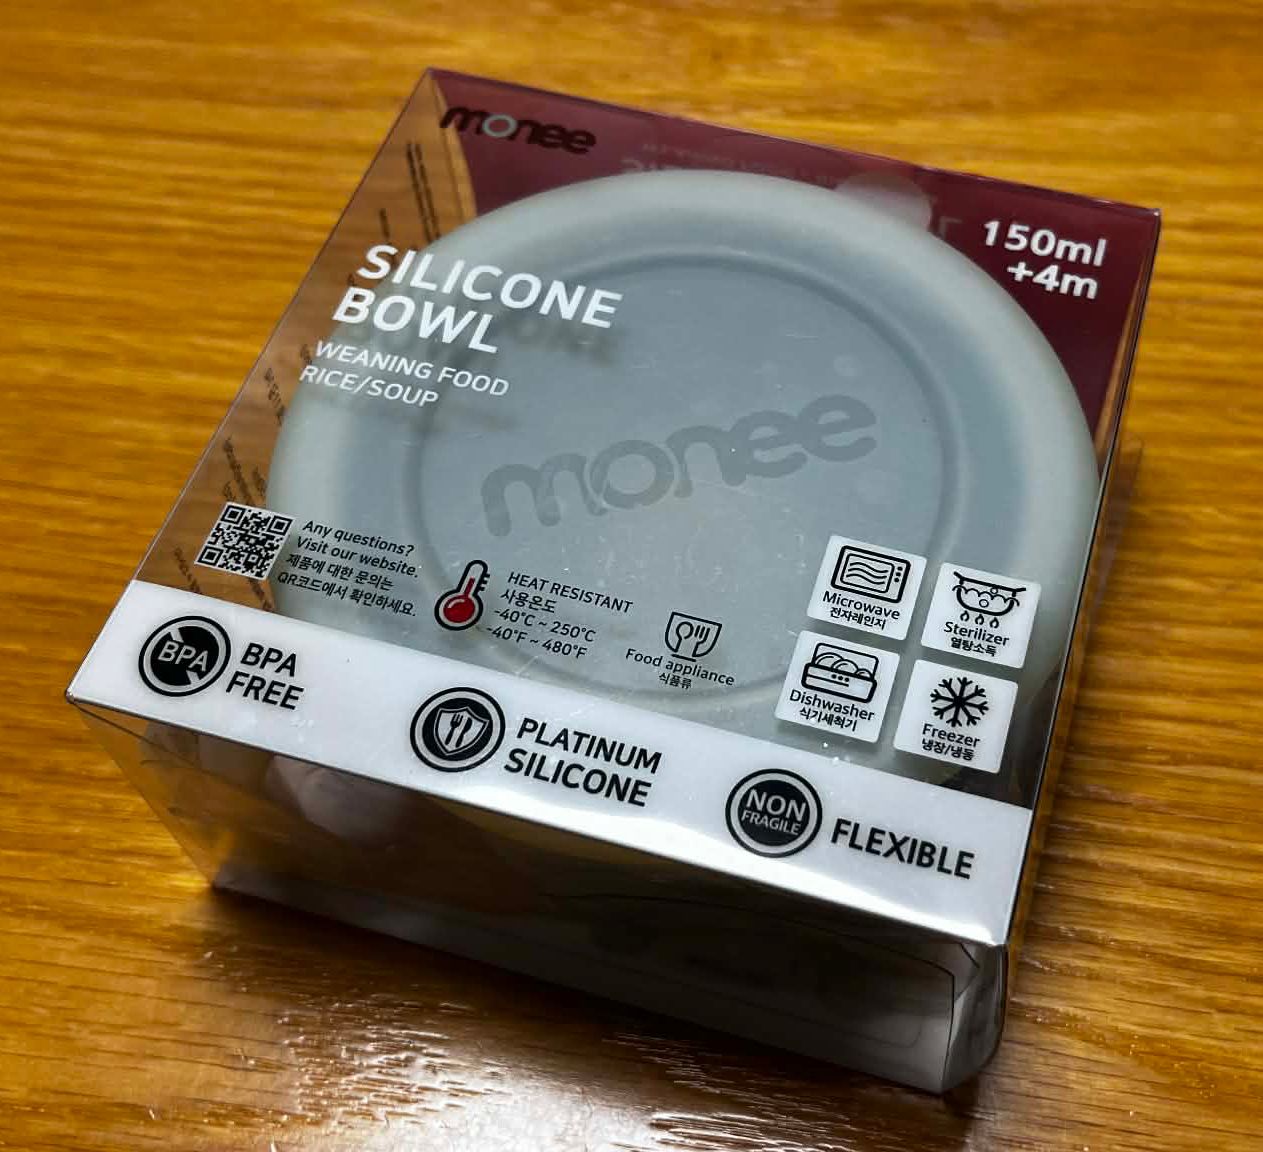 monee
150ml
+4m
SILICONE
BOWL
WEANING FOOD
RICE/SOUP
monee
Any questions?
Visit our website.
제품에 대한 문의는
QR코드에서 확인하세요.
HEAT RESISTANT
사용온도
-40°C ~ 250°C
-40°F ~ 480°F
Food appliance
식품류
Microwave
전자레인지
Sterilizer
열탕소독
Dishwasher
식기세척기
Freezer
냉장/냉동
BPA
BPA
FREE
PLATINUM
SILICONE
NON
FRAGILE
FLEXIBLE